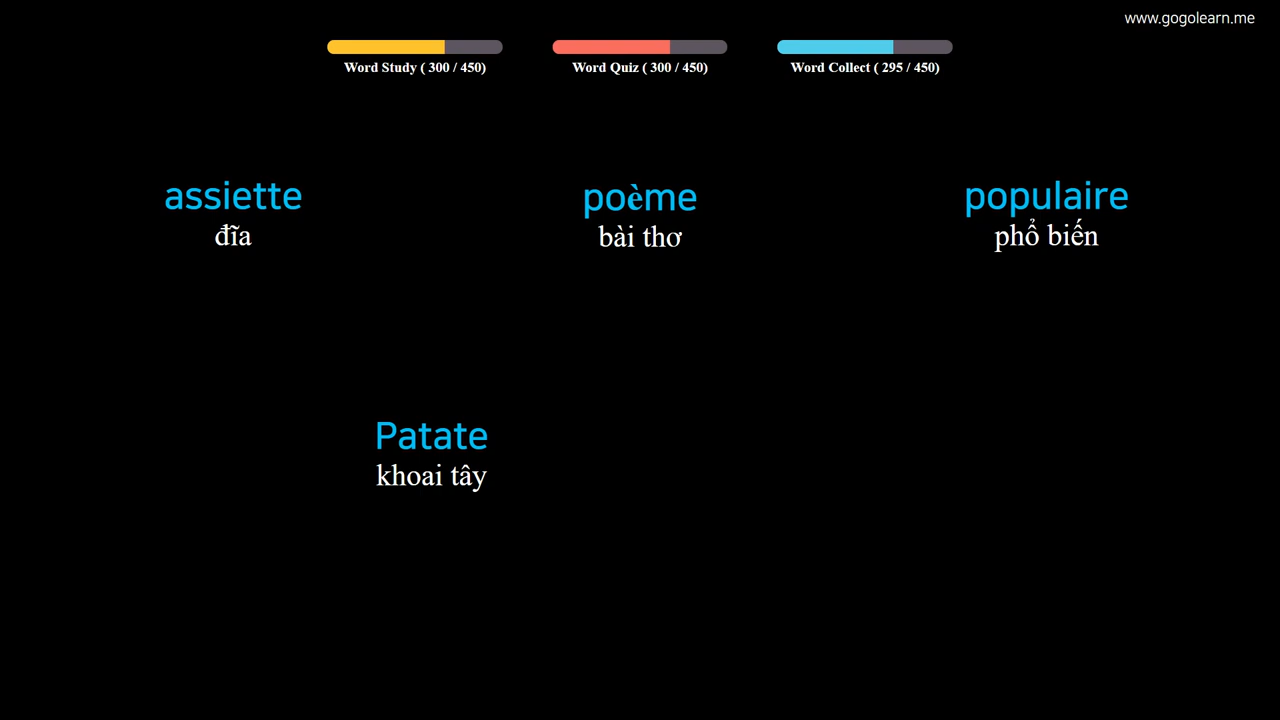 www.gogolearn.me
Word Study ( 300 / 450)
Word Quiz ( 300 / 450)
Word Collect ( 295 / 450)
assiette
đĩa
poème
bài thơ
populaire
phổ biến
Patate
khoai tây